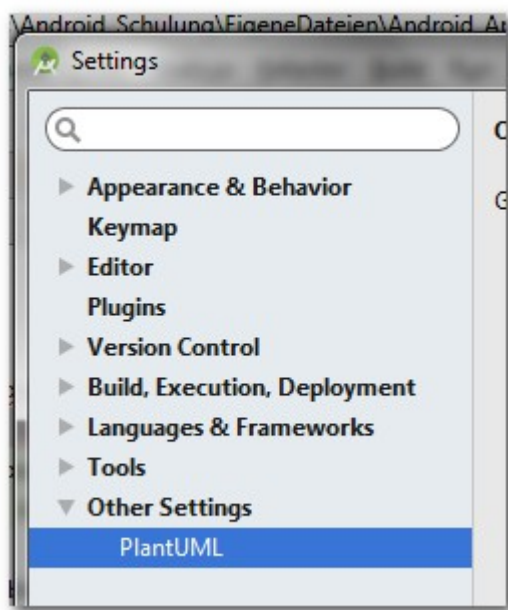 \Android_Schulung\EigeneDateien\Android_Ap
Settings
Appearance & Behavior
Keymap
Editor
Plugins
Version Control
Build, Execution, Deployment
Languages & Frameworks
Tools
Other Settings
PlantUML